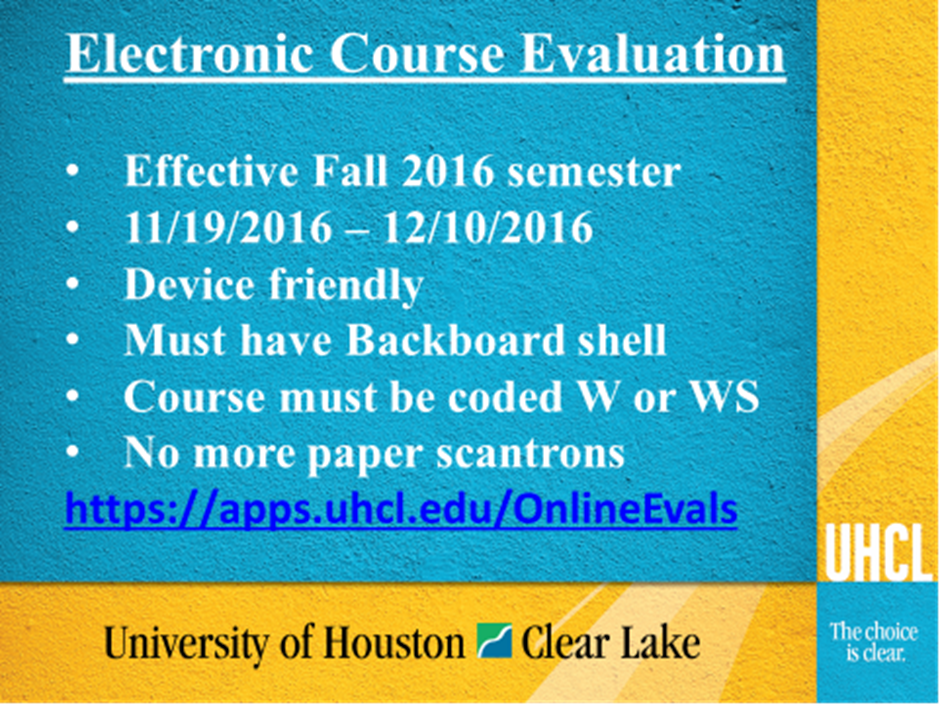 Electronic Course Evaluation
• Effective Fall 2016 semester
• 11/19/2016 – 12/10/2016
• Device friendly
• Must have Backboard shell
• Course must be coded W or WS
• No more paper scantrons
https://apps.uhcl.edu/OnlineEvals
UHCL
University of Houston Clear Lake
The choice
is clear.